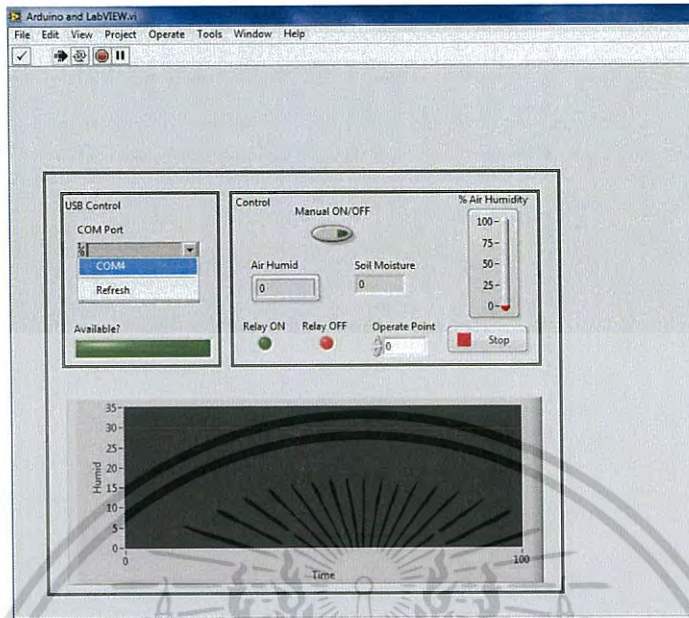 Arduino and LabVIEW.vi
File Edit View Project Operate Tools Window Help
USB Control
COM Port
COM4
Refresh
Available?
Control
Manual ON/OFF
Air Humid
0
Soil Moisture
0
Relay ON
Relay OFF
Operate Point
0
% Air Humidity
100
75
50
25
0
Stop
Humid
35
30
25
20
15
10
5
0
0
100
Time